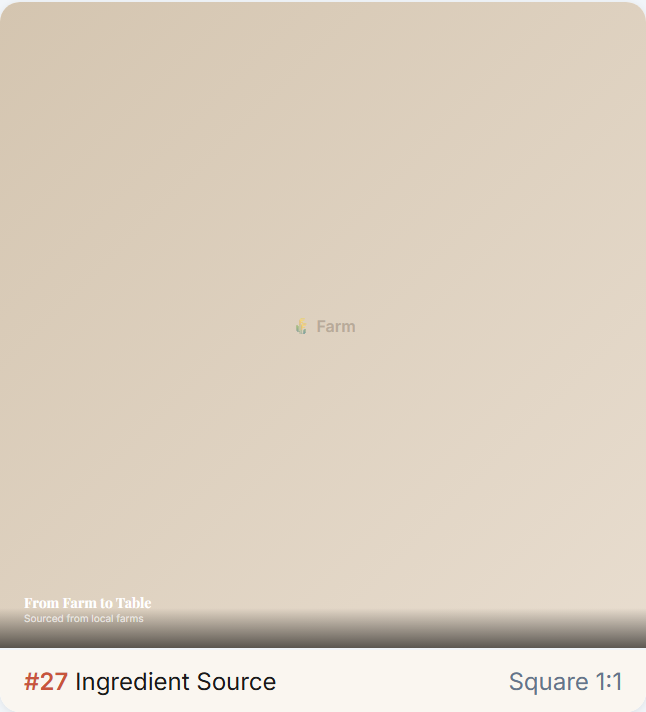 🌾 Farm
From Farm to Table
Sourced from local farms
#27 Ingredient Source
Square 1:1